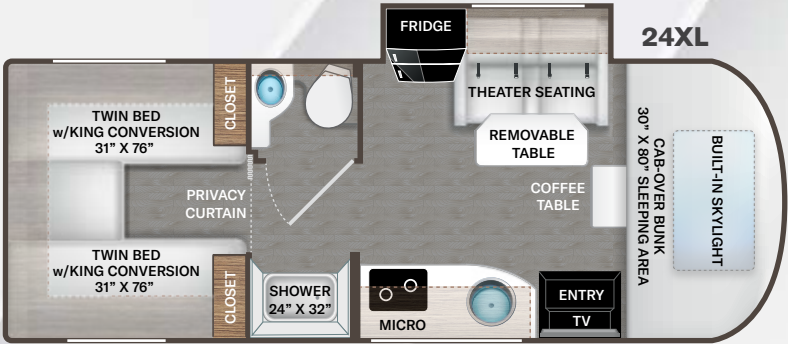 24XL
FRIDGE
THEATER SEATING
REMOVABLE
TABLE
COFFEE
TABLE
CAB-OVER BUNK
30” X 80” SLEEPING AREA
BUILT-IN SKYLIGHT
TWIN BED
w/KING CONVERSION
31” X 76”
CLOSET
PRIVACY
CURTAIN
TWIN BED
w/KING CONVERSION
31” X 76”
CLOSET
SHOWER
24” X 32”
MICRO
ENTRY
TV